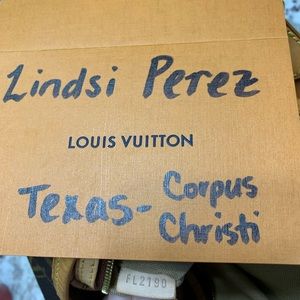 Lindsi Perez
LOUIS VUITTON
Texas - Corpus
Christi
FL2190